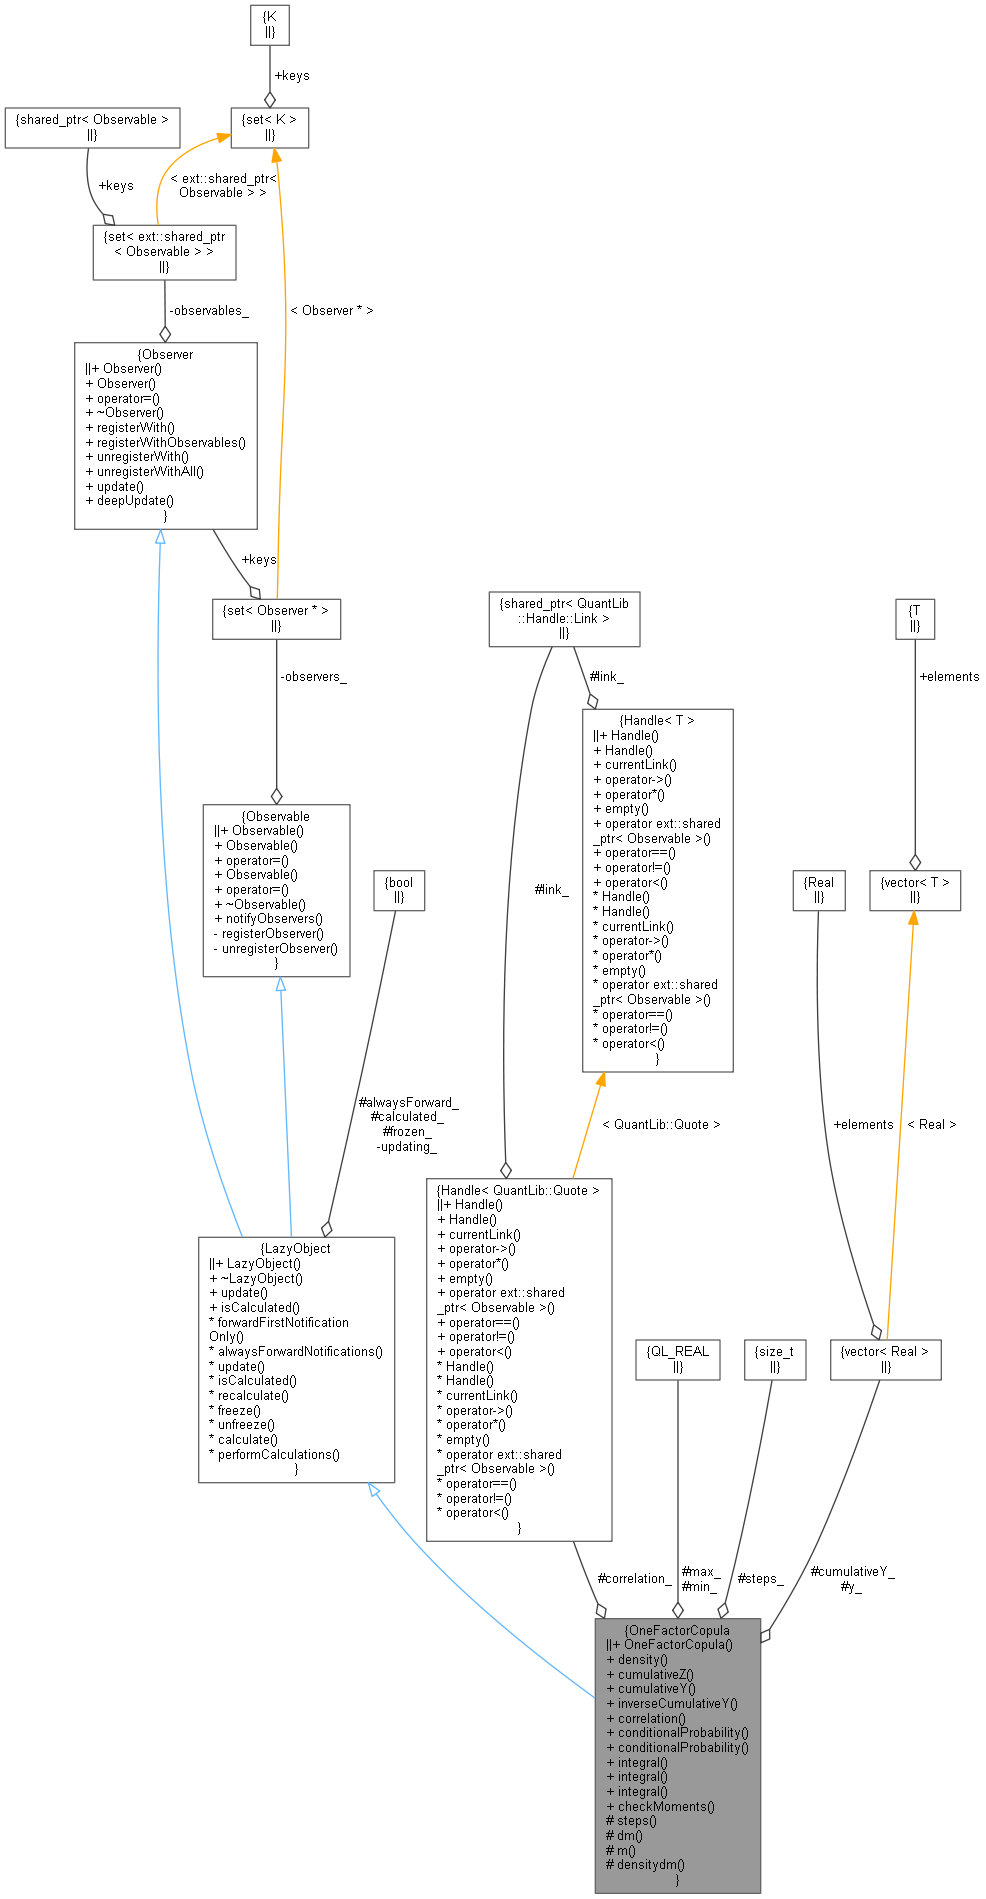 {K
||}
+keys
{shared_ptr< Observable >
||}
{set< K >
||}
+keys
< ext::shared_ptr<
Observable > >
{set< ext::shared_ptr
< Observable > >
||}
-observables_
< Observer * >
{Observer
||+ Observer()
+ Observer()
+ operator=()
+ ~Observer()
+ registerWith()
+ registerWithObservables()
+ unregisterWith()
+ unregisterWithAll()
+ update()
+ deepUpdate()
}
+keys
{set< Observer * >
||}
-observers_
{shared_ptr< QuantLib
::Handle::Link >
||}
{T
||}
#link_
+elements
{Handle< T >
||+ Handle()
+ Handle()
+ currentLink()
+ operator->()
+ operator*()
+ empty()
+ operator ext::shared
_ptr< Observable >()
+ operator==()
+ operator!=()
+ operator<()
* Handle()
* Handle()
* currentLink()
* operator->()
* operator*()
* empty()
* operator ext::shared
_ptr< Observable >()
* operator==()
* operator!=()
* operator<()
}
{Observable
||+ Observable()
+ Observable()
+ operator=()
+ Observable()
+ operator=()
+ ~Observable()
+ notifyObservers()
- registerObserver()
- unregisterObserver()
}
{bool
||}
#link_
{Real
||}
{vector< T >
||}
#alwaysForward_
#calculated_
#frozen_
-updating_
< QuantLib::Quote >
+elements
< Real >
{LazyObject
||+ LazyObject()
+ ~LazyObject()
+ update()
+ isCalculated()
* forwardFirstNotification
Only()
* alwaysForwardNotifications()
* update()
* isCalculated()
* recalculate()
* freeze()
* unfreeze()
* calculate()
* performCalculations()
}
{Handle< QuantLib::Quote >
||+ Handle()
+ Handle()
+ currentLink()
+ operator->()
+ operator*()
+ empty()
+ operator ext::shared
_ptr< Observable >()
+ operator==()
+ operator!=()
+ operator<()
* Handle()
* Handle()
* currentLink()
* operator->()
* operator*()
* empty()
* operator ext::shared
_ptr< Observable >()
* operator==()
* operator!=()
* operator<()
}
{QL_REAL
||}
{size_t
||}
{vector< Real >
||}
#correlation_
#max_
#min_
#steps_
#cumulativeY_
#y_
{OneFactorCopula
||+ OneFactorCopula()
+ density()
+ cumulativeZ()
+ cumulativeY()
+ inverseCumulativeY()
+ correlation()
+ conditionalProbability()
+ conditionalProbability()
+ integral()
+ integral()
+ integral()
+ checkMoments()
# steps()
# dm()
# m()
# densitydm()
}